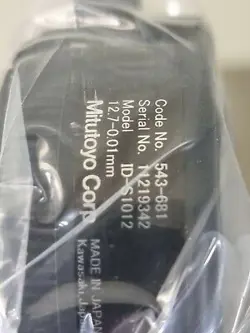 Code No. 543-681
Serial No. 11219342
Model ID-S1012
12.7-0.01mm
Mitutoyo Corp
MADE IN JAPAN
Kawasaki,Japan